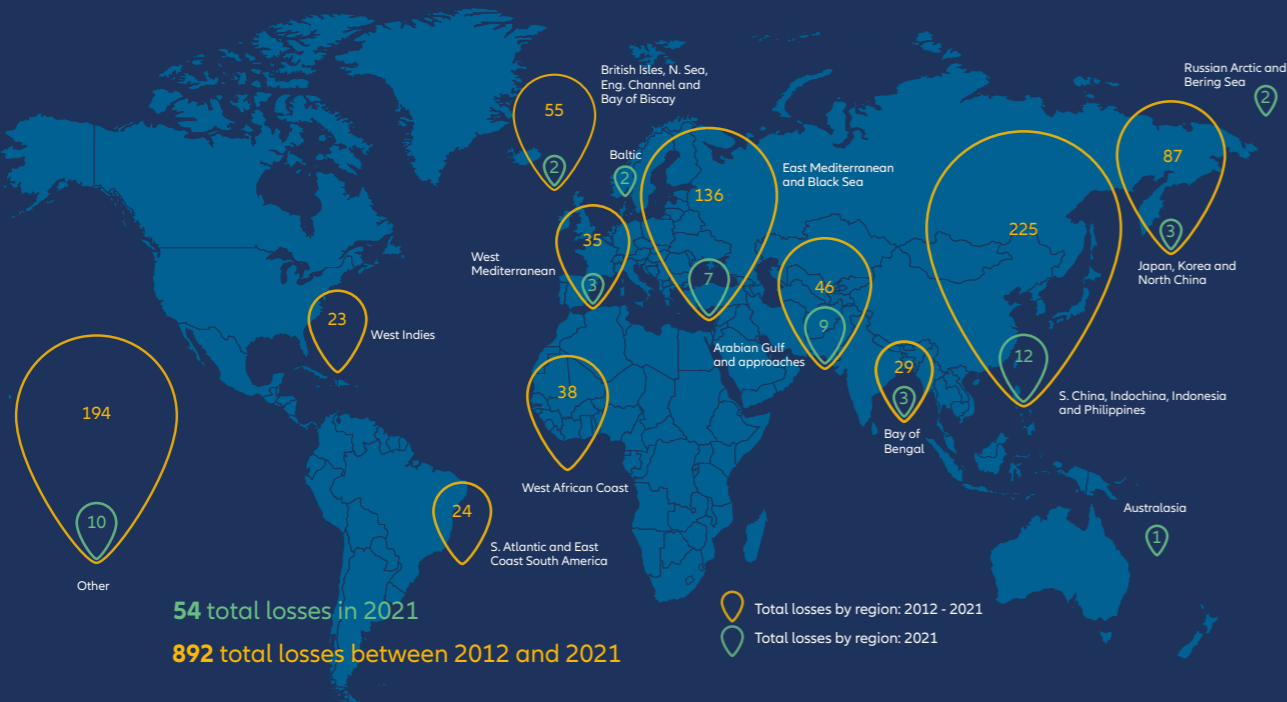 British Isles, N. Sea,
Eng. Channel and
Bay of Biscay
55
2
Russian Arctic and
Bering Sea
2
Baltic
2
East Mediterranean
and Black Sea
136
7
87
3
Japan, Korea and
North China
West
Mediterranean
35
3
225
12
S. China, Indochina, Indonesia
and Philippines
46
9
Arabian Gulf
and approaches
23
West Indies
29
3
Bay of
Bengal
38
West African Coast
194
10
Other
24
S. Atlantic and East
Coast South America
Australasia
1
54 total losses in 2021
892 total losses between 2012 and 2021
Total losses by region: 2012 - 2021
Total losses by region: 2021